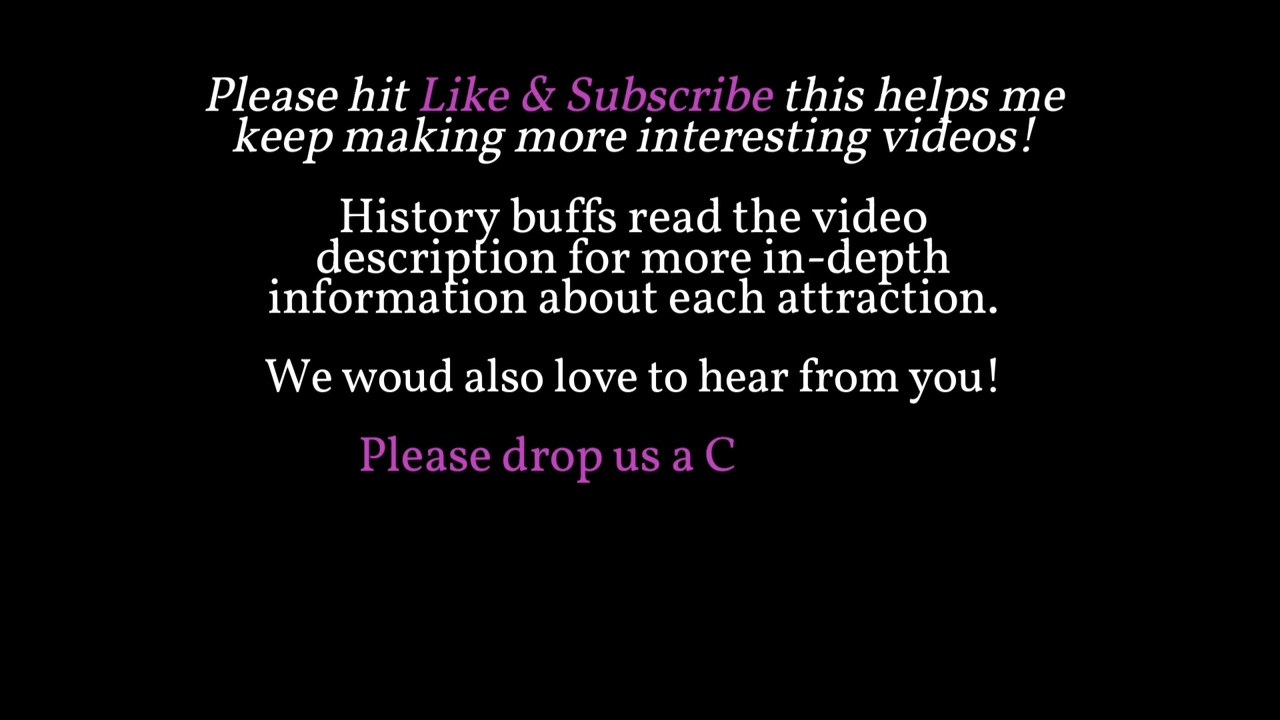 Please hit Like & Subscribe this helps me
keep making more interesting videos!
History buffs read the video
description for more in-depth
information about each attraction.
We woud also love to hear from you!
Please drop us a C